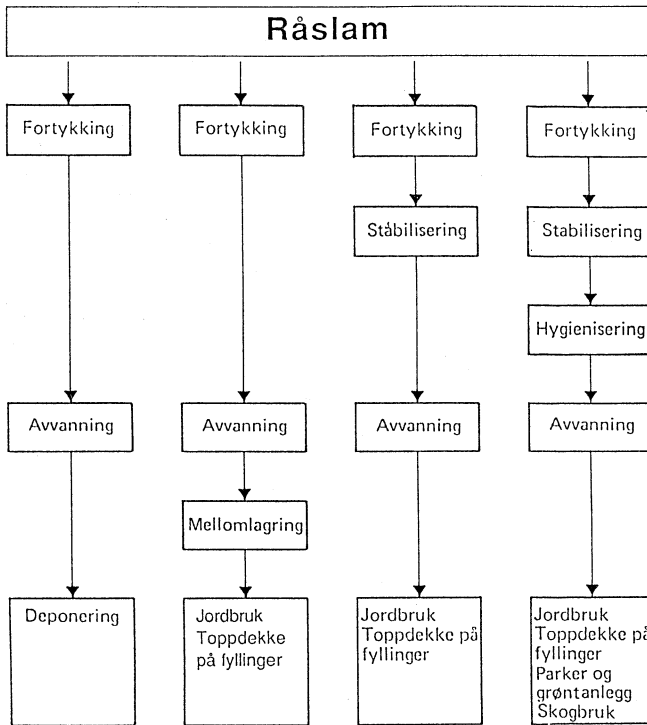 Råslam
Fortykking
Fortykking
Fortykking
Fortykking
Ståbilisering
Stabilisering
Hygienisering
Avvanning
Avvanning
Avvanning
Avvanning
Mellomlagring
Deponering
Jordbruk
Toppdekke
på fyllinger
Jordbruk
Toppdekke på
fyllinger
Jordbruk
Toppdekke på
fyllinger
Parker og
grøntanlegg
Skogbruk